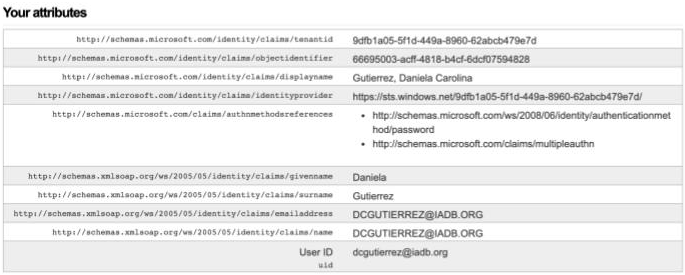 Your attributes
http://schemas.microsoft.com/identity/claims/tenantid 9dfb1a05-5f1d-449a-8960-62abcb479e7d
http://schemas.microsoft.com/identity/claims/objectidentifier 66695003-acff-4818-b4cf-6dcf07594828
http://schemas.microsoft.com/identity/claims/displayname Gutierrez, Daniela Carolina
http://schemas.microsoft.com/identity/claims/identityprovider https://sts.windows.net/9dfb1a05-5f1d-449a-8960-62abcb479e7d/
http://schemas.microsoft.com/claims/authnmethodsreferences • http://schemas.microsoft.com/ws/2008/06/identity/authenticationmet
hod/password
• http://schemas.microsoft.com/claims/multipleauthn
http://schemas.xmlsoap.org/ws/2005/05/identity/claims/givenname Daniela
http://schemas.xmlsoap.org/ws/2005/05/identity/claims/surname Gutierrez
http://schemas.xmlsoap.org/ws/2005/05/identity/claims/emailaddress DCGUTIERREZ@IADB.ORG
http://schemas.xmlsoap.org/ws/2005/05/identity/claims/name DCGUTIERREZ@IADB.ORG
User ID dcgutierrez@iadb.org
uid